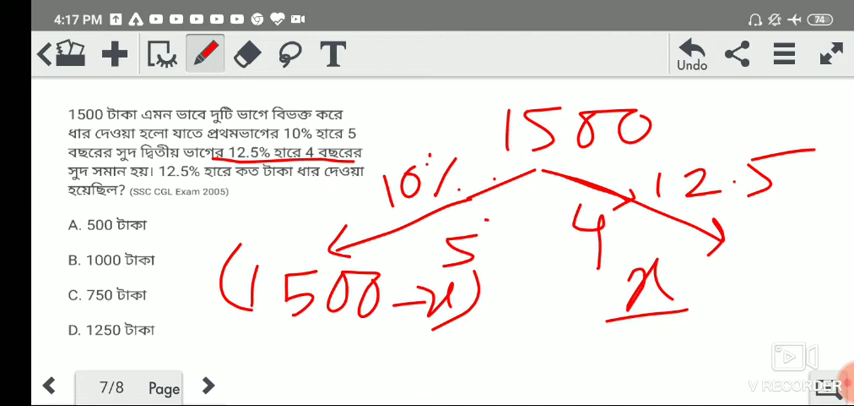 4:17 PM
74
T
Undo
1500 টাকা এমন ভাবে দুটি ভাগে বিভক্ত করে
ধার দেওয়া হলো যাতে প্রথমভাগের 10% হারে 5
বছরের সুদ দ্বিতীয় ভাগের 12.5% হারে 4 বছরের
সুদ সমান হয়। 12.5% হারে কত টাকা ধার দেওয়া
হয়েছিল? (SSC CGL Exam 2005)
A. 500 টাকা
B. 1000 টাকা
C. 750 টাকা
D. 1250 টাকা
1500
10%
12.5
5
4
(1500-x)
x
7/8 Page
V RECORDER